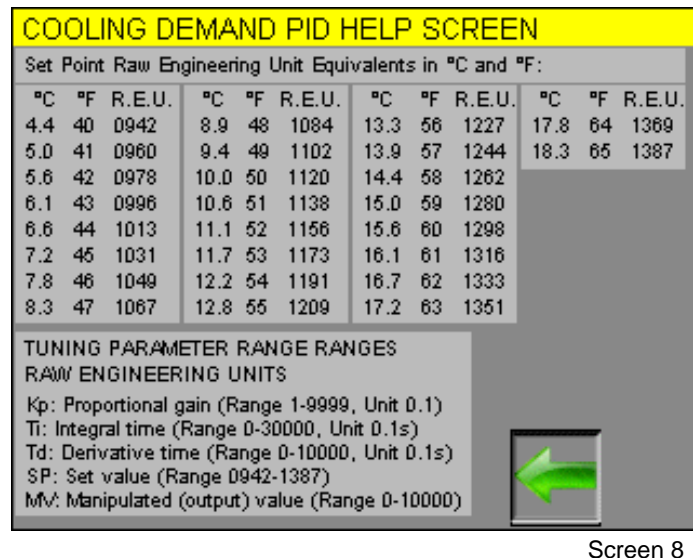 COOLING DEMAND PID HELP SCREEN
Set Point Raw Engineering Unit Equivalents in °C and °F:
°C °F R.E.U. °C °F R.E.U. °C °F R.E.U. °C °F R.E.U.
4.4 40 0942 8.9 48 1084 13.3 56 1227 17.8 64 1369
5.0 41 0960 9.4 49 1102 13.9 57 1244 18.3 65 1387
5.6 42 0978 10.0 50 1120 14.4 58 1262
6.1 43 0996 10.6 51 1138 15.0 59 1280
6.6 44 1013 11.1 52 1156 15.6 60 1298
7.2 45 1031 11.7 53 1173 16.1 61 1316
7.8 46 1049 12.2 54 1191 16.7 62 1333
8.3 47 1067 12.8 55 1209 17.2 63 1351
TUNING PARAMETER RANGE RANGES
RAW ENGINEERING UNITS
Kp: Proportional gain (Range 1-9999, Unit 0.1)
Ti: Integral time (Range 0-30000, Unit 0.1s)
Td: Derivative time (Range 0-10000, Unit 0.1s)
SP: Set value (Range 0942-1387)
MV: Manipulated (output) value (Range 0-10000)
Screen 8